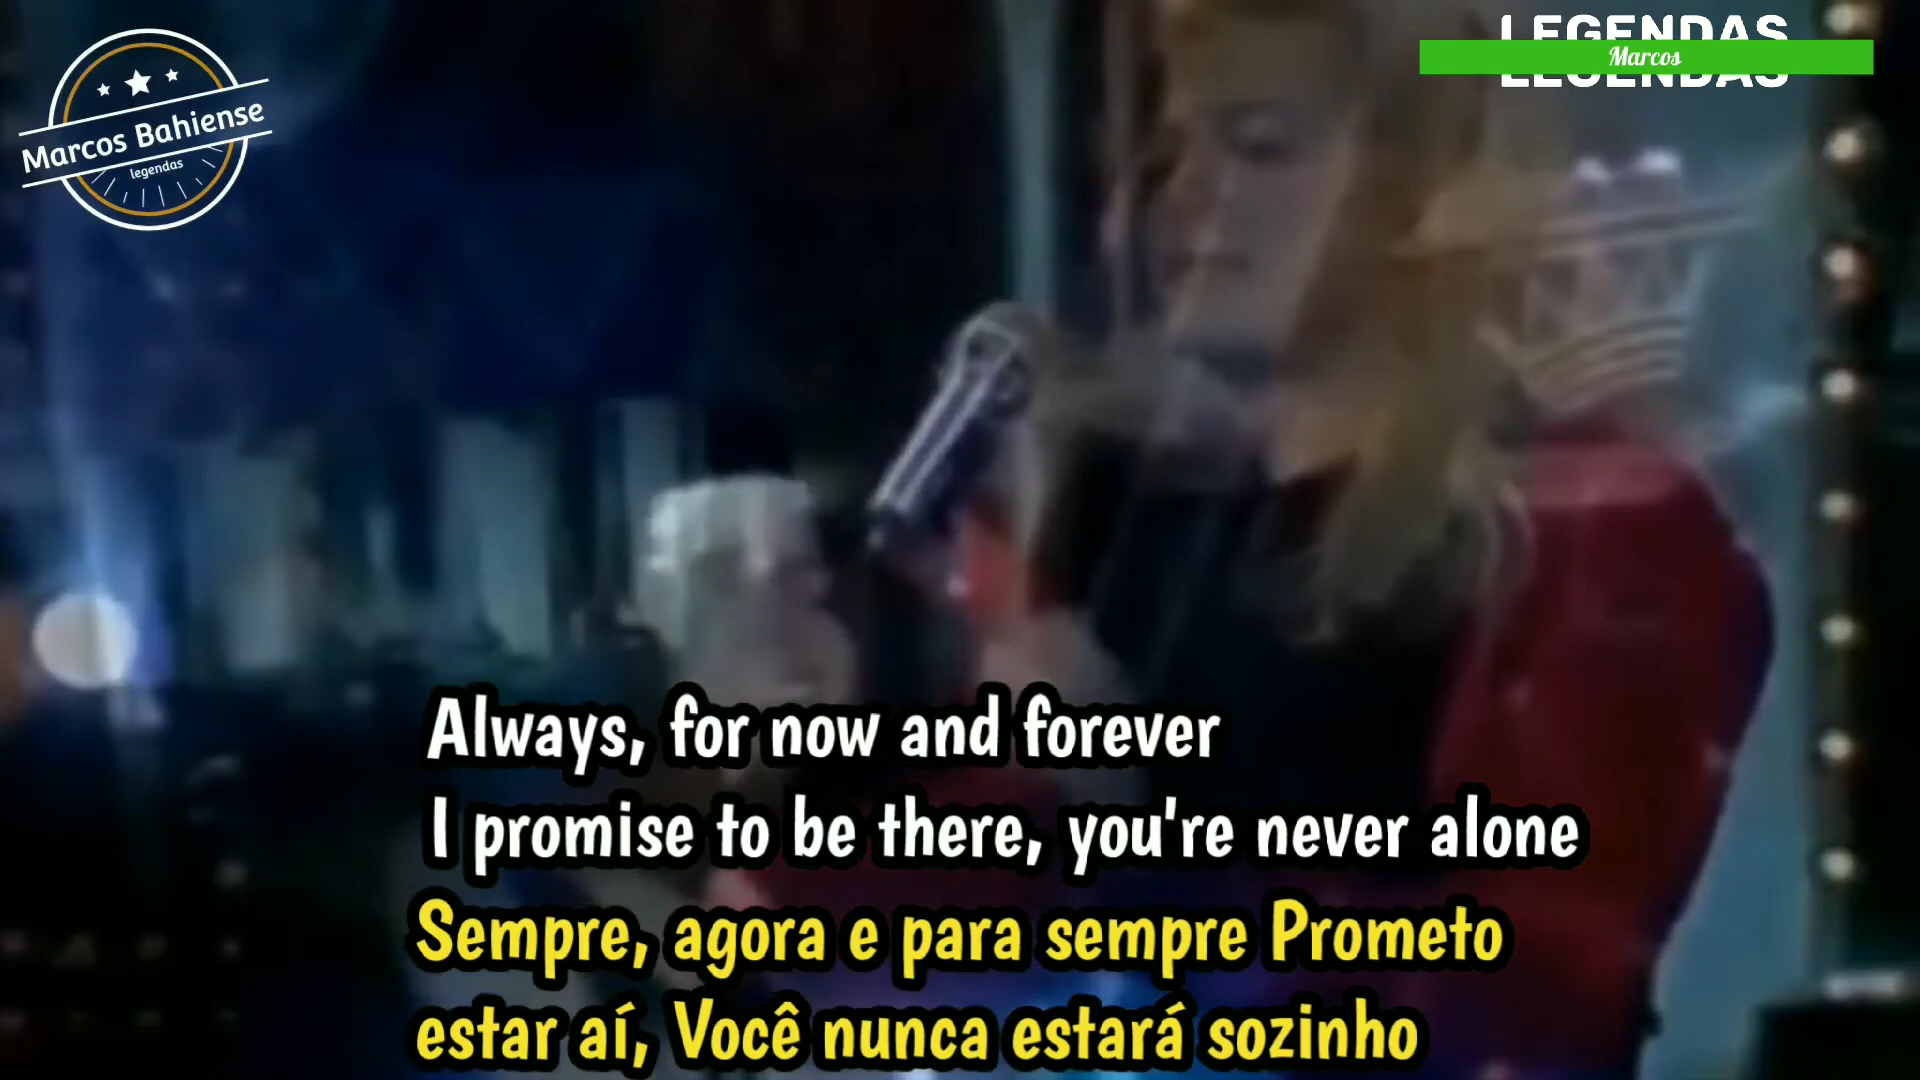 LEGENDAS
Marcos
LEGENDAS
Marcos Bahiense
legendas
Always, for now and forever
I promise to be there, you're never alone
Sempre, agora e para sempre Prometo
estar aí, Você nunca estará sozinho